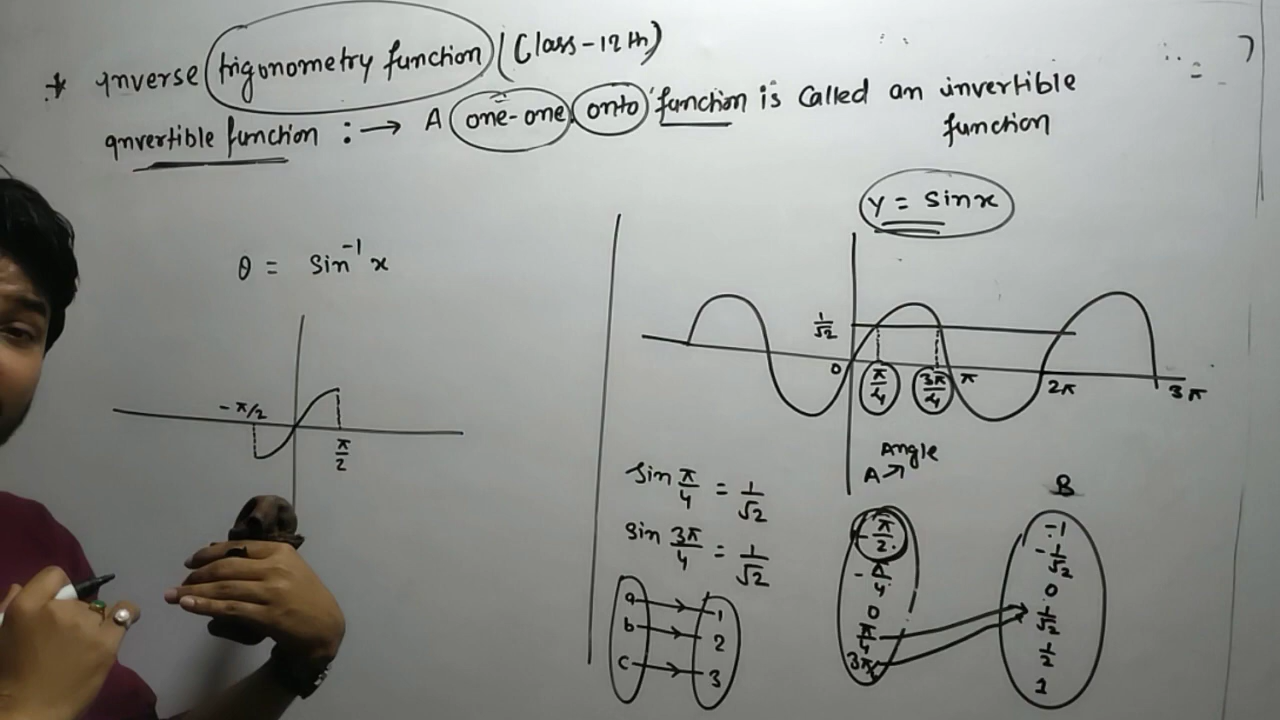 * Inverse trigonometry function (Class-12th)
Invertible function :→ A one-one onto function is called an invertible
function
θ = sin⁻¹x
-π/2
π/2
y = sinx
1/√2
0
π/4
3π/4
π
2π
3π
sin π/4 = 1/√2
sin 3π/4 = 1/√2
a 1
b 2
c 3
Angle
A↗
-π/2
-π/4
0
π/4
B
-1
-1/√2
0
1/√2
1/2
1